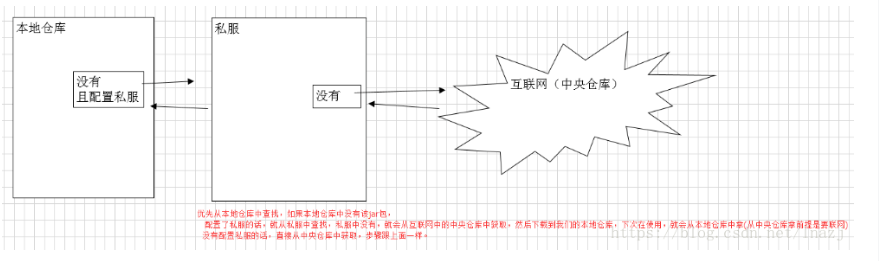 本地仓库
私服
没有
且配置私服
没有
互联网（中央仓库）
优先从本地仓库中查找，如果本地仓库中没有该jar包，
配置了私服的话，就从私服中查找，私服中没有，就会从互联网中的中央仓库中获取，然后下载到我们的本地仓库，下次在使用，就会从本地仓库中拿(从中央仓库拿前提是要联网)
没有配置私服的话，直接从中央仓库中获取，步骤跟上面一样。